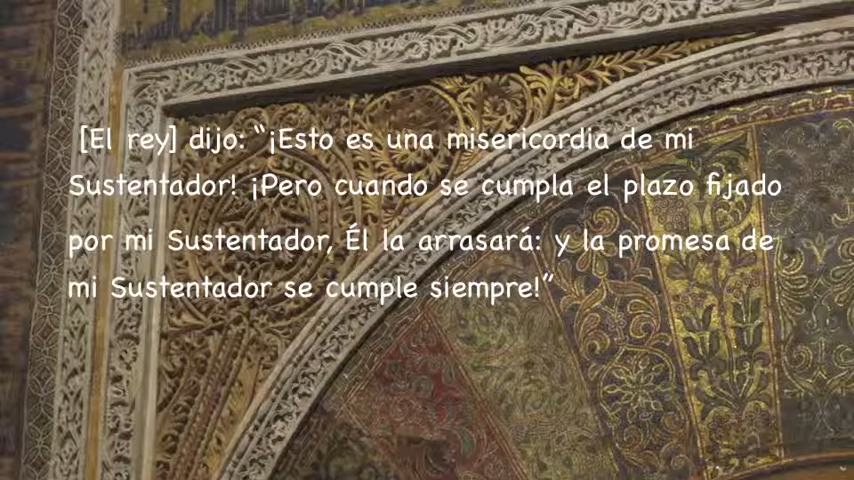 [El rey] dijo: “¡Esto es una misericordia de mi
Sustentador! ¡Pero cuando se cumpla el plazo fijado
por mi Sustentador, Él la arrasará: y la promesa de
mi Sustentador se cumple siempre!”